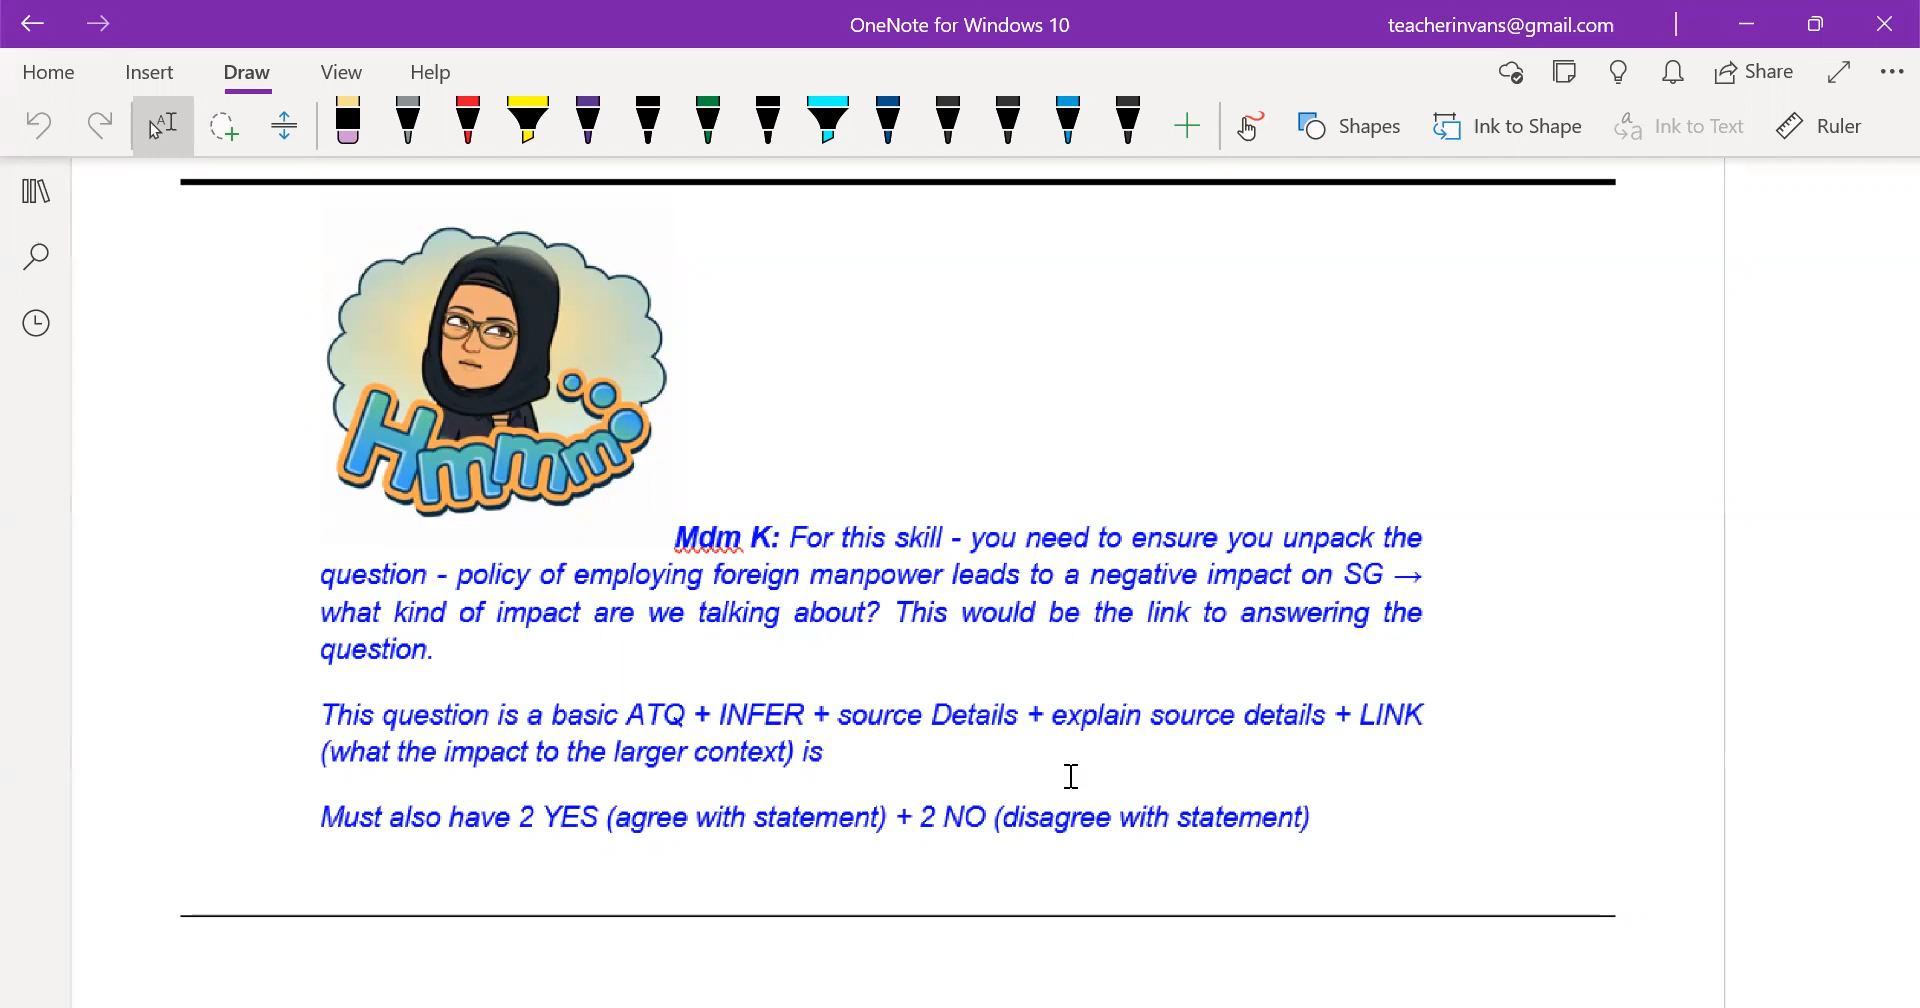 OneNote for Windows 10
teacherinvans@gmail.com
Home Insert Draw View Help
Share
Shapes Ink to Shape Ink to Text Ruler
Hmmm
Mdm K: For this skill - you need to ensure you unpack the
question - policy of employing foreign manpower leads to a negative impact on SG →
what kind of impact are we talking about? This would be the link to answering the
question.
This question is a basic ATQ + INFER + source Details + explain source details + LINK
(what the impact to the larger context) is
Must also have 2 YES (agree with statement) + 2 NO (disagree with statement)